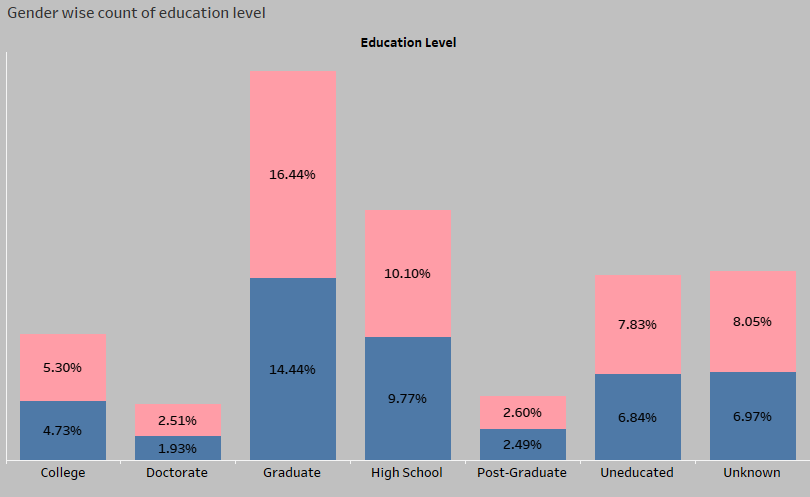 Gender wise count of education level
Education Level
16.44%
10.10%
7.83%
8.05%
5.30%
14.44%
9.77%
2.51%
2.60%
6.84%
6.97%
4.73%
1.93%
2.49%
College
Doctorate
Graduate
High School
Post-Graduate
Uneducated
Unknown